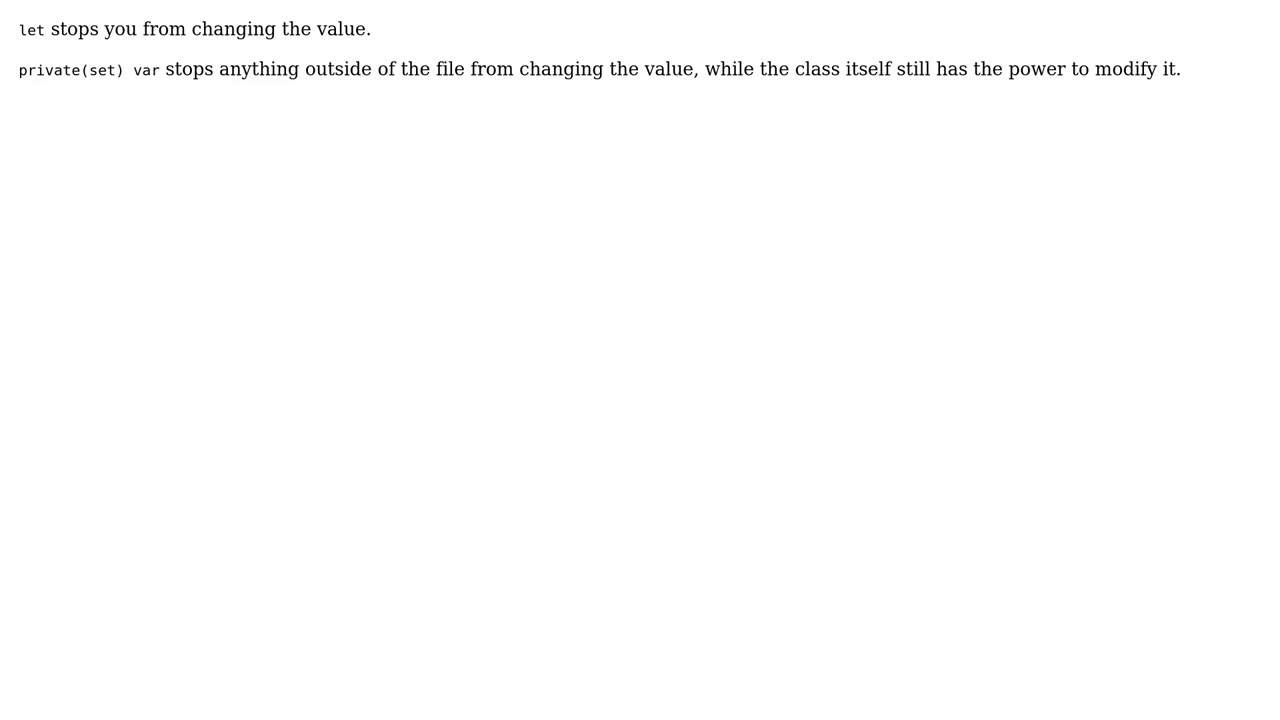 let stops you from changing the value.
private(set) var stops anything outside of the file from changing the value, while the class itself still has the power to modify it.